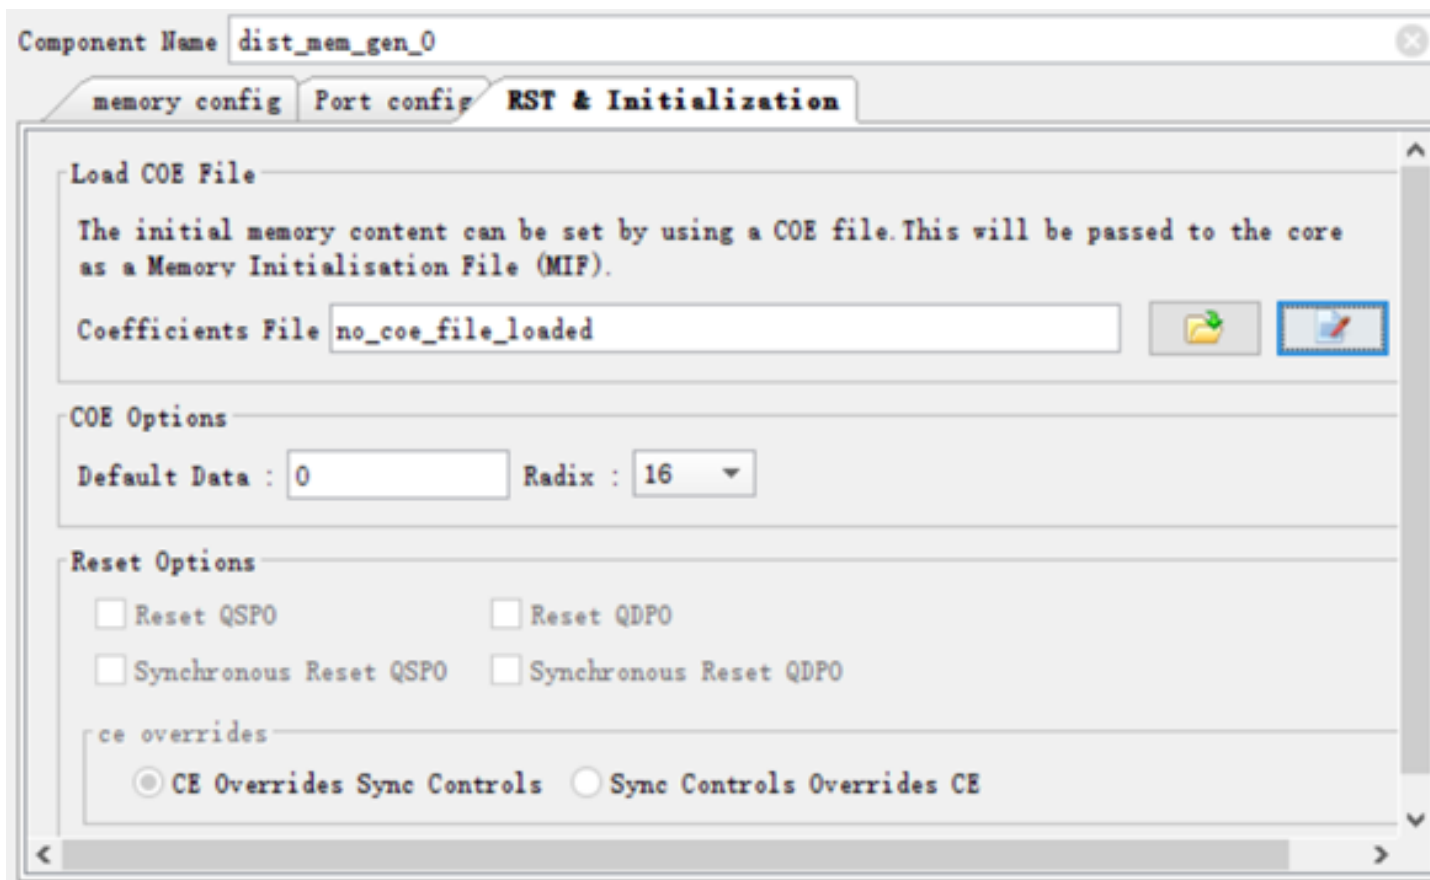 Component Name dist_mem_gen_0
memory config Port config RST & Initialization
Load COE File
The initial memory content can be set by using a COE file.This will be passed to the core
as a Memory Initialisation File (MIF).
Coefficients File no_coe_file_loaded
COE Options
Default Data : 0 Radix : 16
Reset Options
Reset QSPO Reset QDPO
Synchronous Reset QSPO Synchronous Reset QDPO
ce overrides
CE Overrides Sync Controls Sync Controls Overrides CE